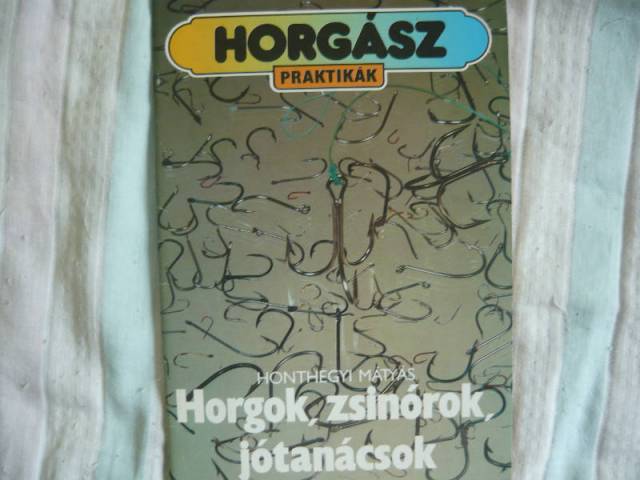 HORGÁSZ
PRAKTIKÁK
HONTHEGYI MÁTYÁS
Horgok, zsinórok,
jótanácsok